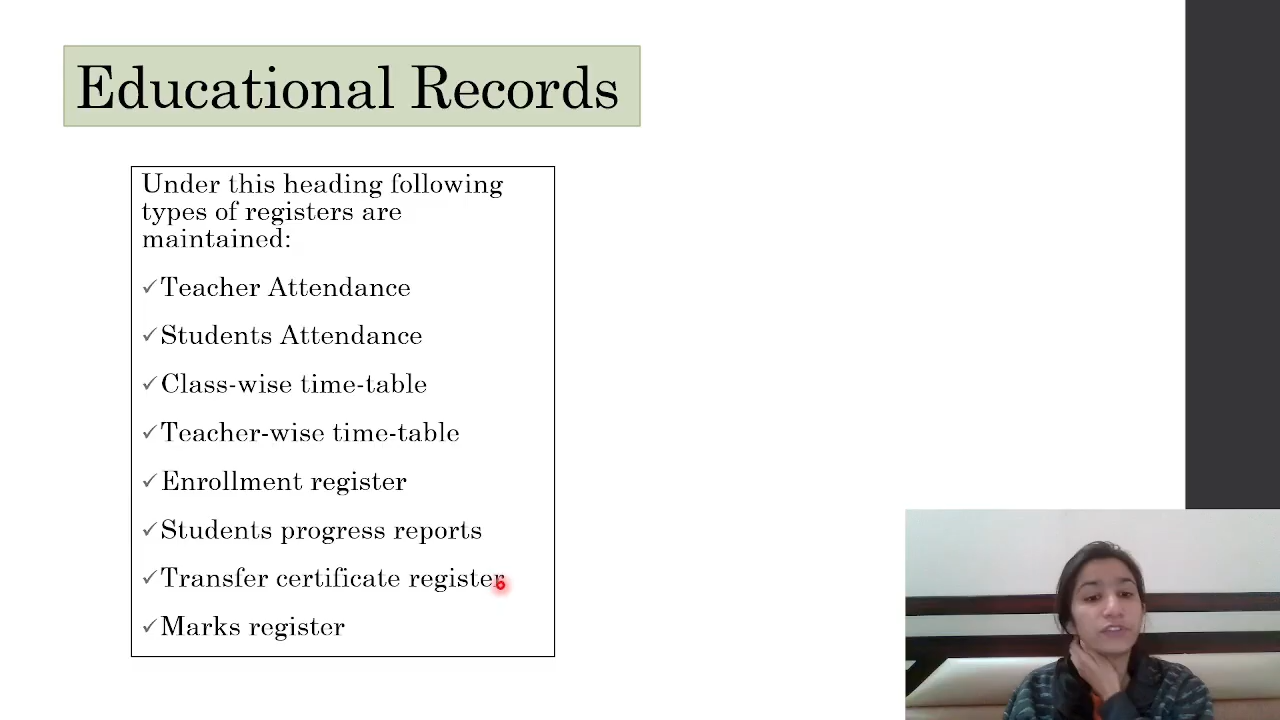 Educational Records
Under this heading following
types of registers are
maintained:
✓Teacher Attendance
✓Students Attendance
✓Class-wise time-table
✓Teacher-wise time-table
✓Enrollment register
✓Students progress reports
✓Transfer certificate register
✓Marks register